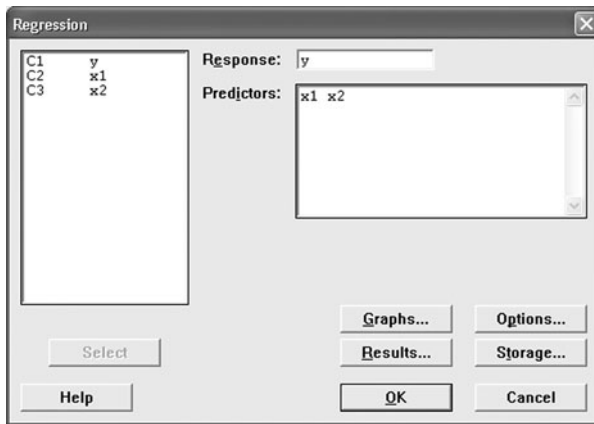 Regression
C1 y
C2 x1
C3 x2
Response: y
Predictors: x1 x2
Graphs... Options...
Select Results... Storage...
Help OK Cancel